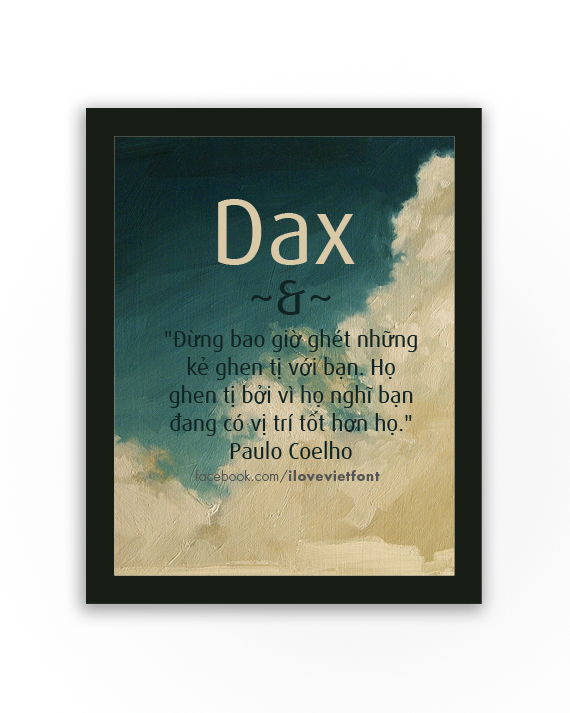 Dax
~&~
"Đừng bao giờ ghét những
kẻ ghen tị với bạn. Họ
ghen tị bởi vì họ nghĩ bạn
đang có vị trí tốt hơn họ."
Paulo Coelho
facebook.com/ilovevietfont